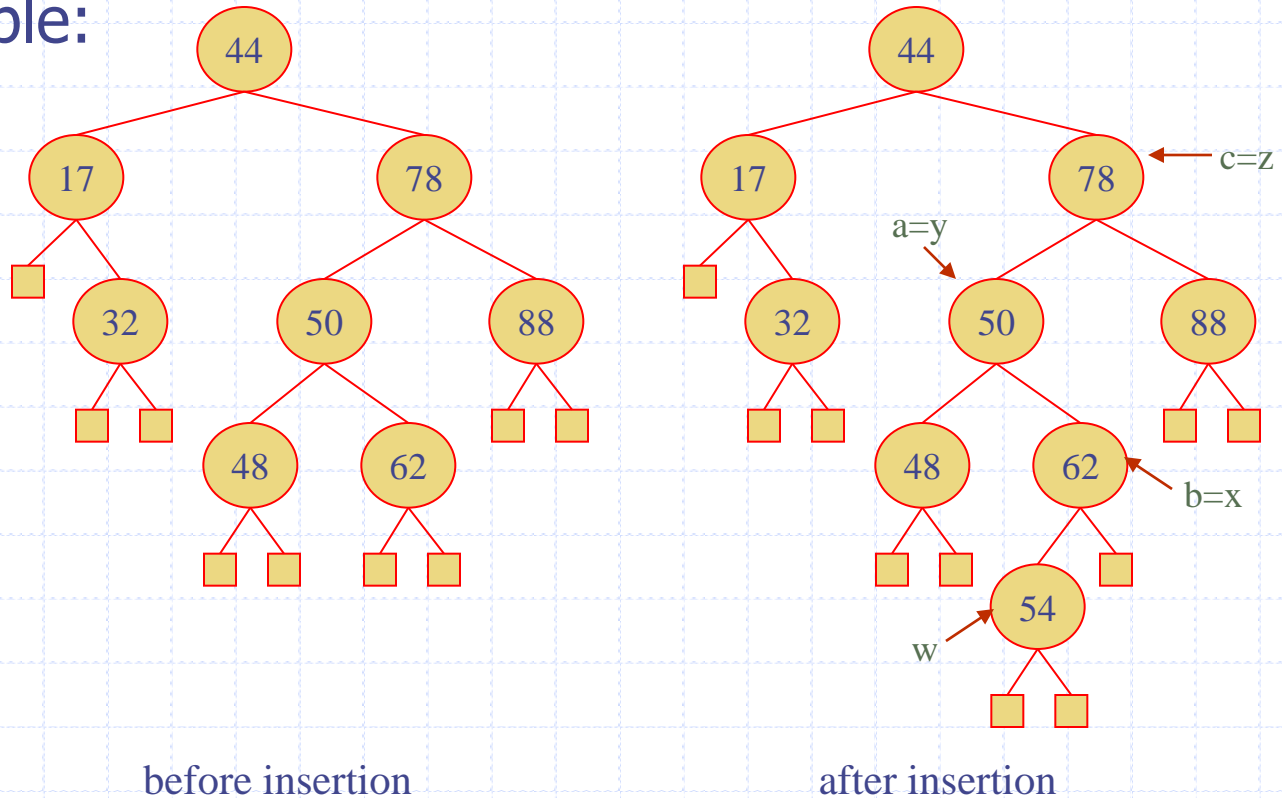 ple:
44
17
78
32
50
88
48
62
before insertion
44
17
78
c=z
a=y
32
50
88
48
62
b=x
54
w
after insertion